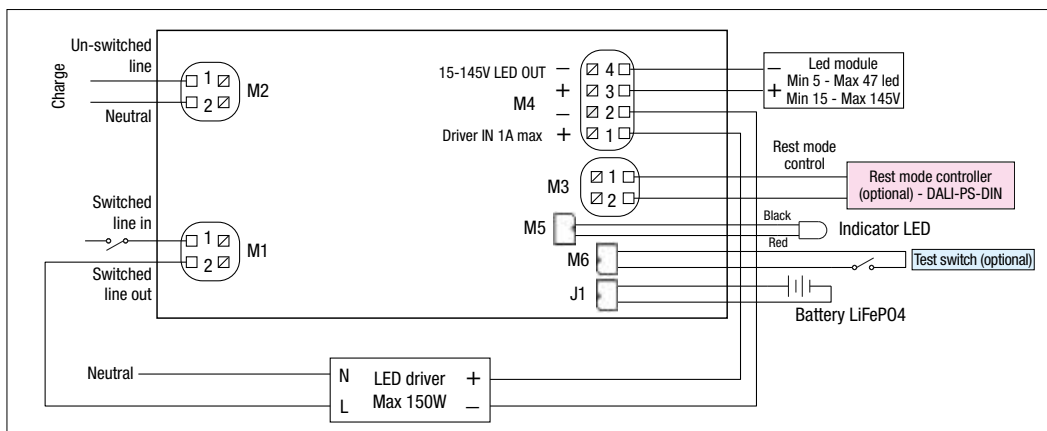 Un-switched
line
Charge
1
2
M2
Neutral
15-145V LED OUT
−
+
−
+
M4
Driver IN 1A max
4
3
2
1
−
+
Led module
Min 5 - Max 47 led
Min 15 - Max 145V
Rest mode
control
M3
1
2
Rest mode controller
(optional) - DALI-PS-DIN
Switched
line in
1
2
M1
Switched
line out
M5
Black
Red
Indicator LED
M6
Test switch (optional)
J1
Battery LiFePO4
Neutral
N
L
LED driver
Max 150W
+
−